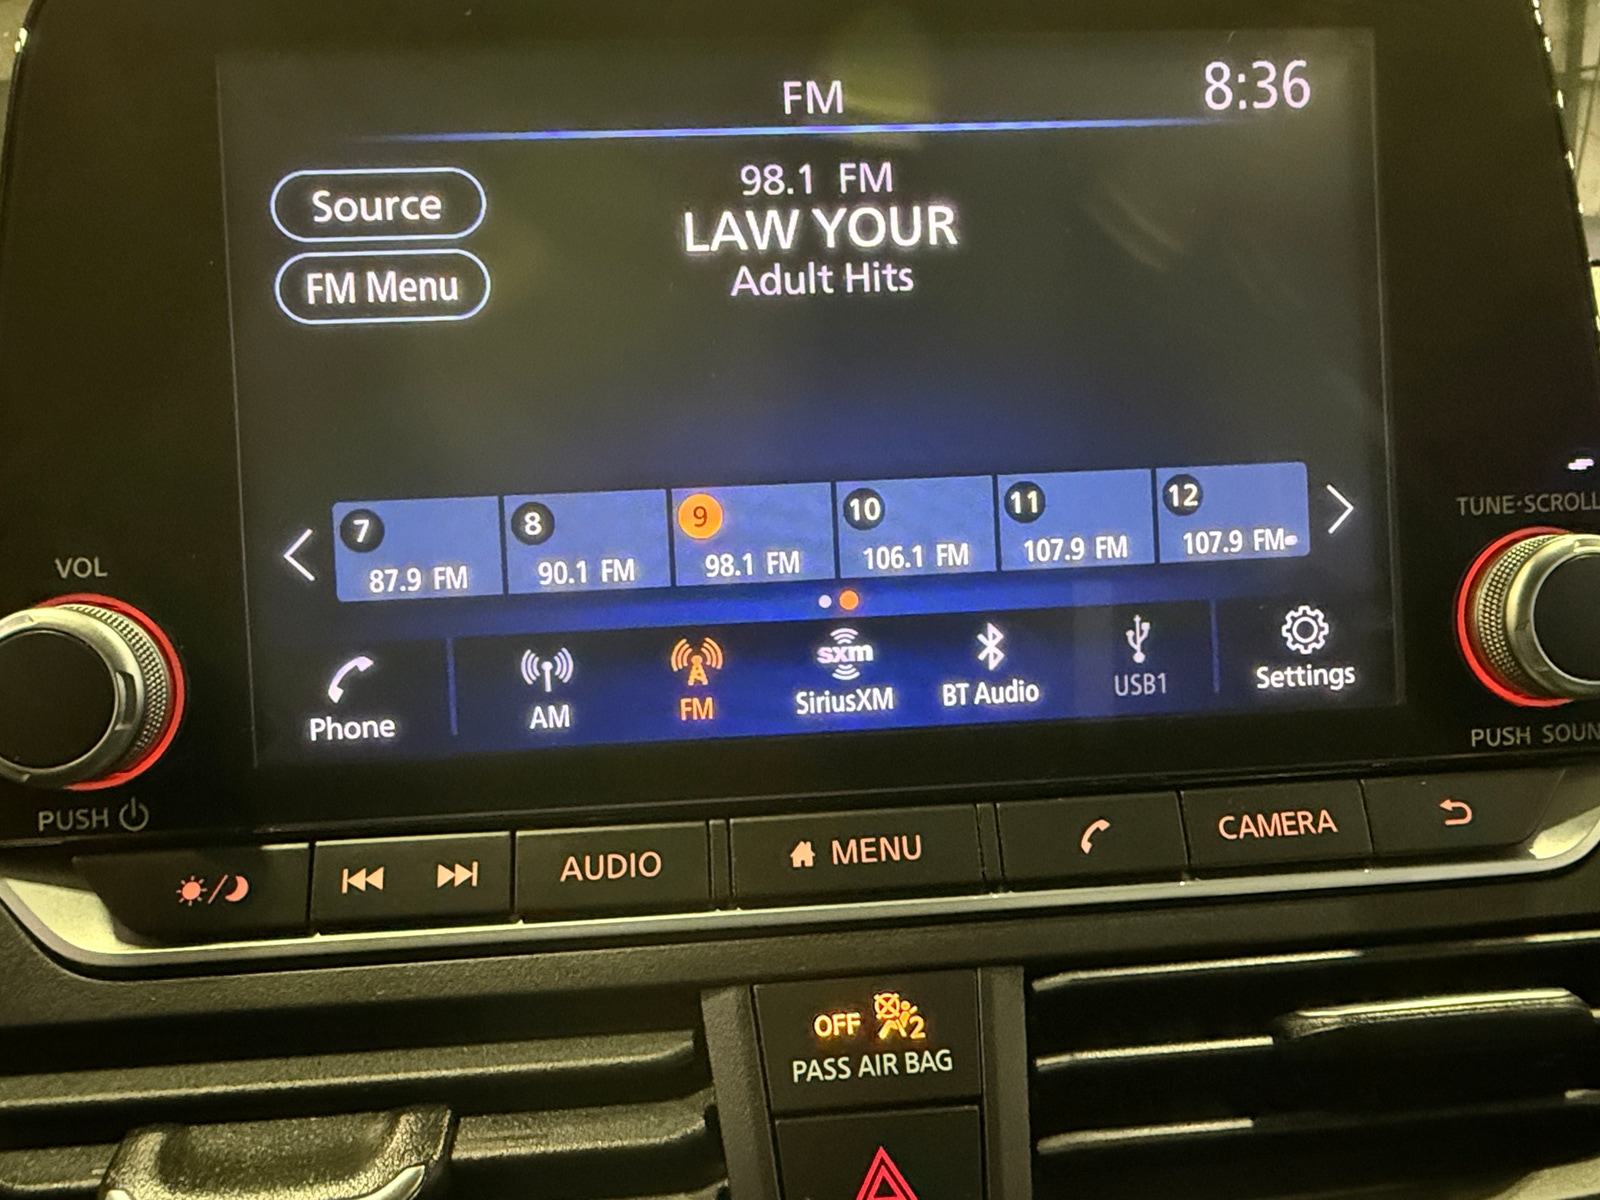 FM
8:36
Source
98.1 FM
LAW YOUR
FM Menu
Adult Hits
7
87.9 FM
8
90.1 FM
9
98.1 FM
10
106.1 FM
11
107.9 FM
12
107.9 FM
VOL
TUNE·SCROLL
Phone
AM
FM
sxm
SiriusXM
BT Audio
USB1
Settings
PUSH
PUSH SOUN
AUDIO
MENU
CAMERA
OFF
2
PASS AIR BAG